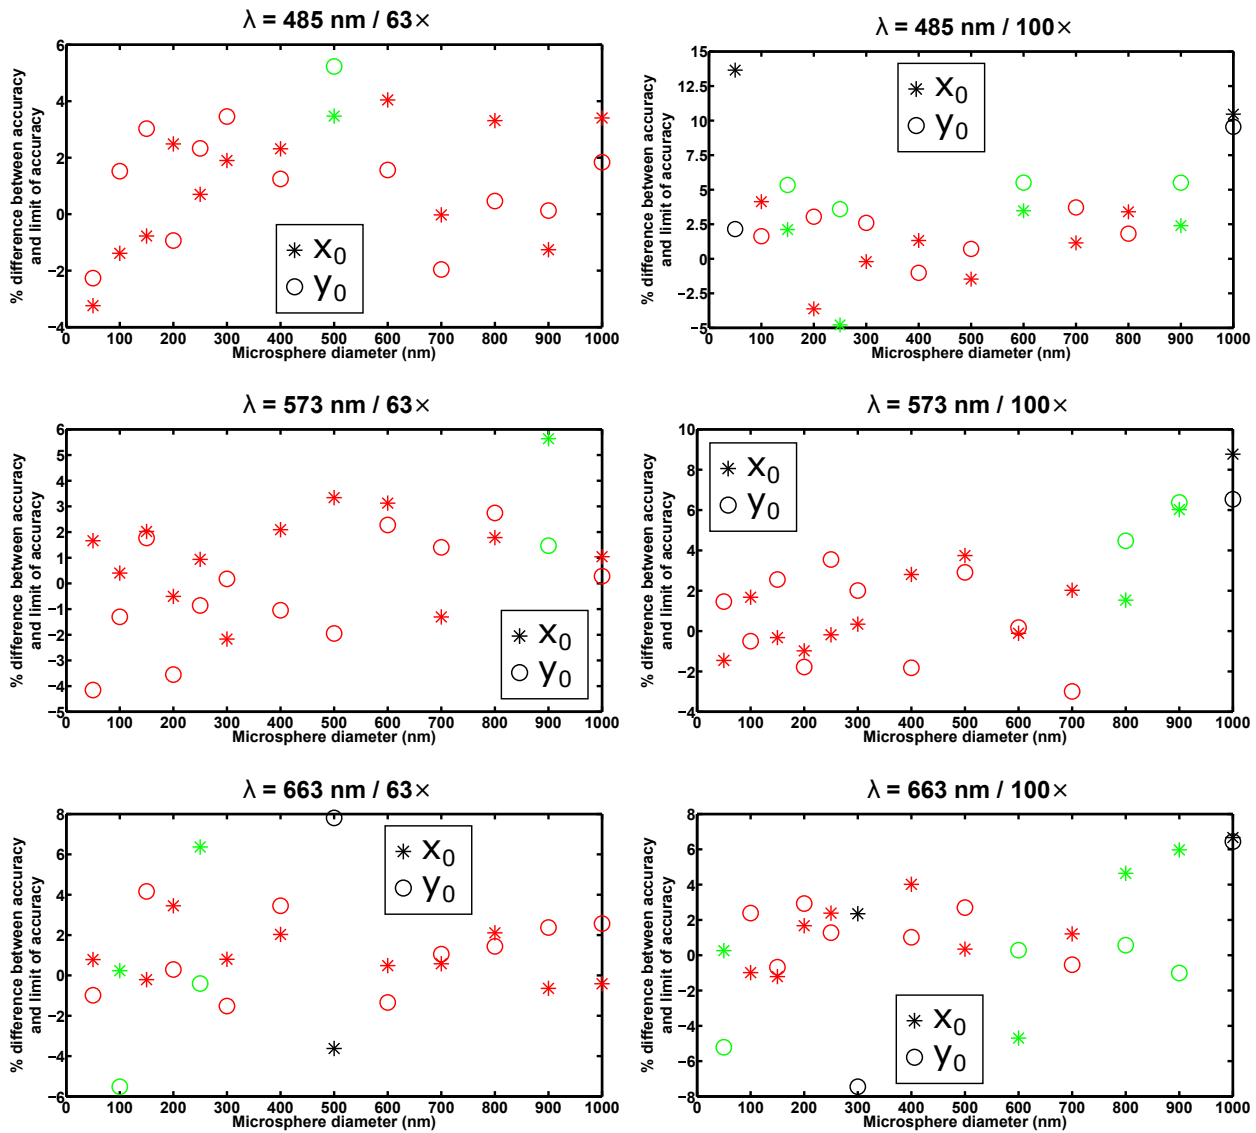 λ = 485 nm / 63×
% difference between accuracy
and limit of accuracy
6
4
2
0
−2
−4
x₀
y₀
0 100 200 300 400 500 600 700 800 900 1000
Microsphere diameter (nm)
λ = 485 nm / 100×
% difference between accuracy
and limit of accuracy
15
12.5
10
7.5
5
2.5
0
−2.5
−5
x₀
y₀
0 100 200 300 400 500 600 700 800 900 1000
Microsphere diameter (nm)
λ = 573 nm / 63×
% difference between accuracy
and limit of accuracy
6
5
4
3
2
1
0
−1
−2
−3
−4
−5
x₀
y₀
0 100 200 300 400 500 600 700 800 900 1000
Microsphere diameter (nm)
λ = 573 nm / 100×
% difference between accuracy
and limit of accuracy
10
8
6
4
2
0
−2
−4
x₀
y₀
0 100 200 300 400 500 600 700 800 900 1000
Microsphere diameter (nm)
λ = 663 nm / 63×
% difference between accuracy
and limit of accuracy
8
6
4
2
0
−2
−4
−6
x₀
y₀
0 100 200 300 400 500 600 700 800 900 1000
Microsphere diameter (nm)
λ = 663 nm / 100×
% difference between accuracy
and limit of accuracy
8
6
4
2
0
−2
−4
−6
−8
x₀
y₀
0 100 200 300 400 500 600 700 800 900 1000
Microsphere diameter (nm)